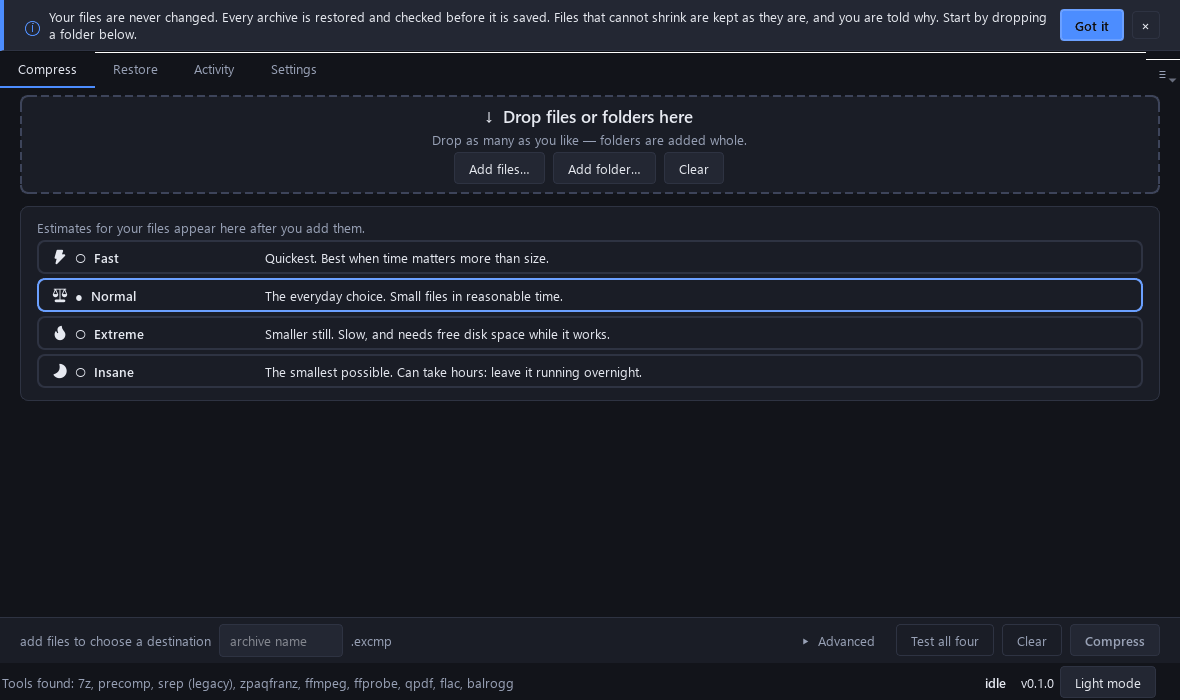 Your files are never changed. Every archive is restored and checked before it is saved. Files that cannot shrink are kept as they are, and you are told why. Start by dropping
a folder below.
Got it
×
Compress Restore Activity Settings
↓ Drop files or folders here
Drop as many as you like — folders are added whole.
Add files... Add folder... Clear
Estimates for your files appear here after you add them.
Fast Quickest. Best when time matters more than size.
Normal The everyday choice. Small files in reasonable time.
Extreme Smaller still. Slow, and needs free disk space while it works.
Insane The smallest possible. Can take hours: leave it running overnight.
add files to choose a destination archive name .excmp Advanced Test all four Clear Compress
Tools found: 7z, precomp, srep (legacy), zpaqfranz, ffmpeg, ffprobe, qpdf, flac, balrogg idle v0.1.0 Light mode